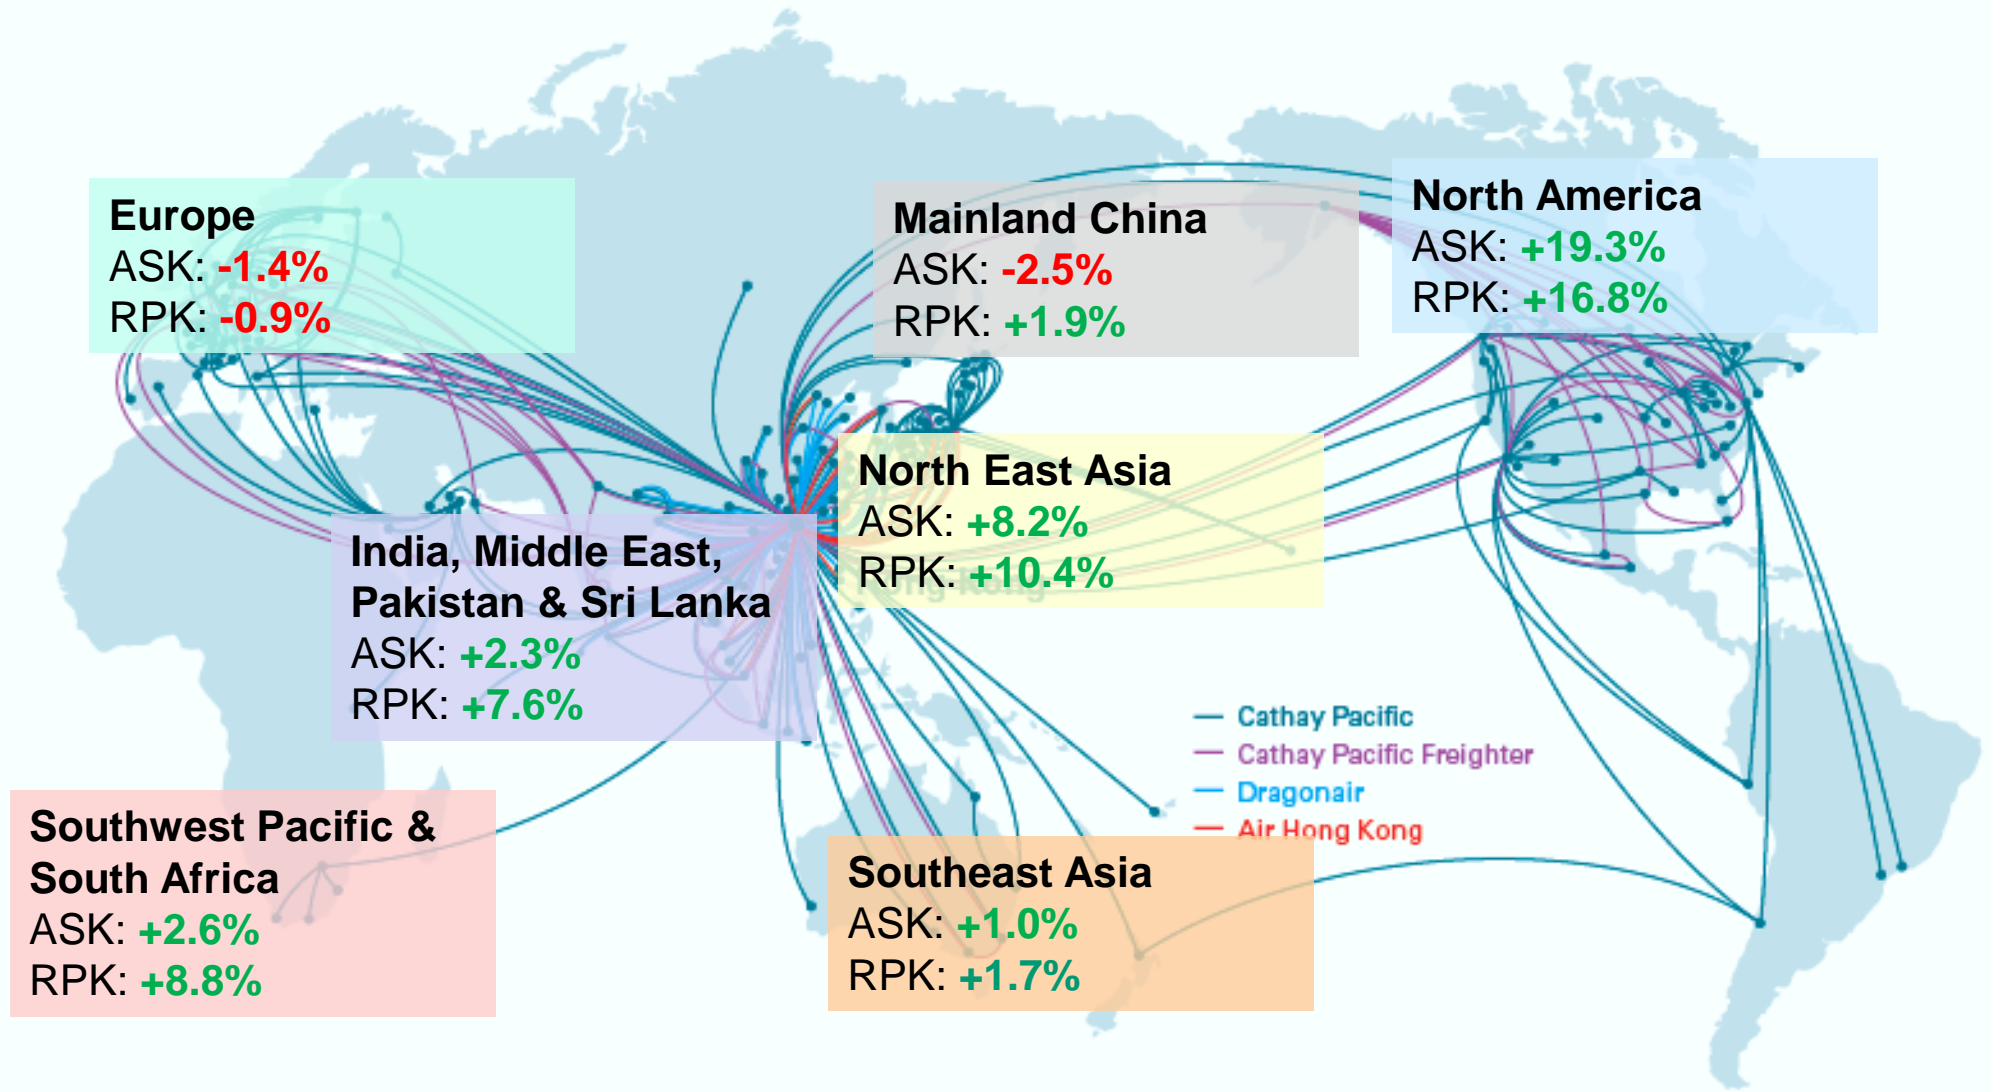 Europe
ASK: -1.4%
RPK: -0.9%
Mainland China
ASK: -2.5%
RPK: +1.9%
North America
ASK: +19.3%
RPK: +16.8%
North East Asia
ASK: +8.2%
RPK: +10.4%
Hong Kong
India, Middle East,
Pakistan & Sri Lanka
ASK: +2.3%
RPK: +7.6%
Cathay Pacific
Cathay Pacific Freighter
Dragonair
Air Hong Kong
Southwest Pacific &
South Africa
ASK: +2.6%
RPK: +8.8%
Southeast Asia
ASK: +1.0%
RPK: +1.7%